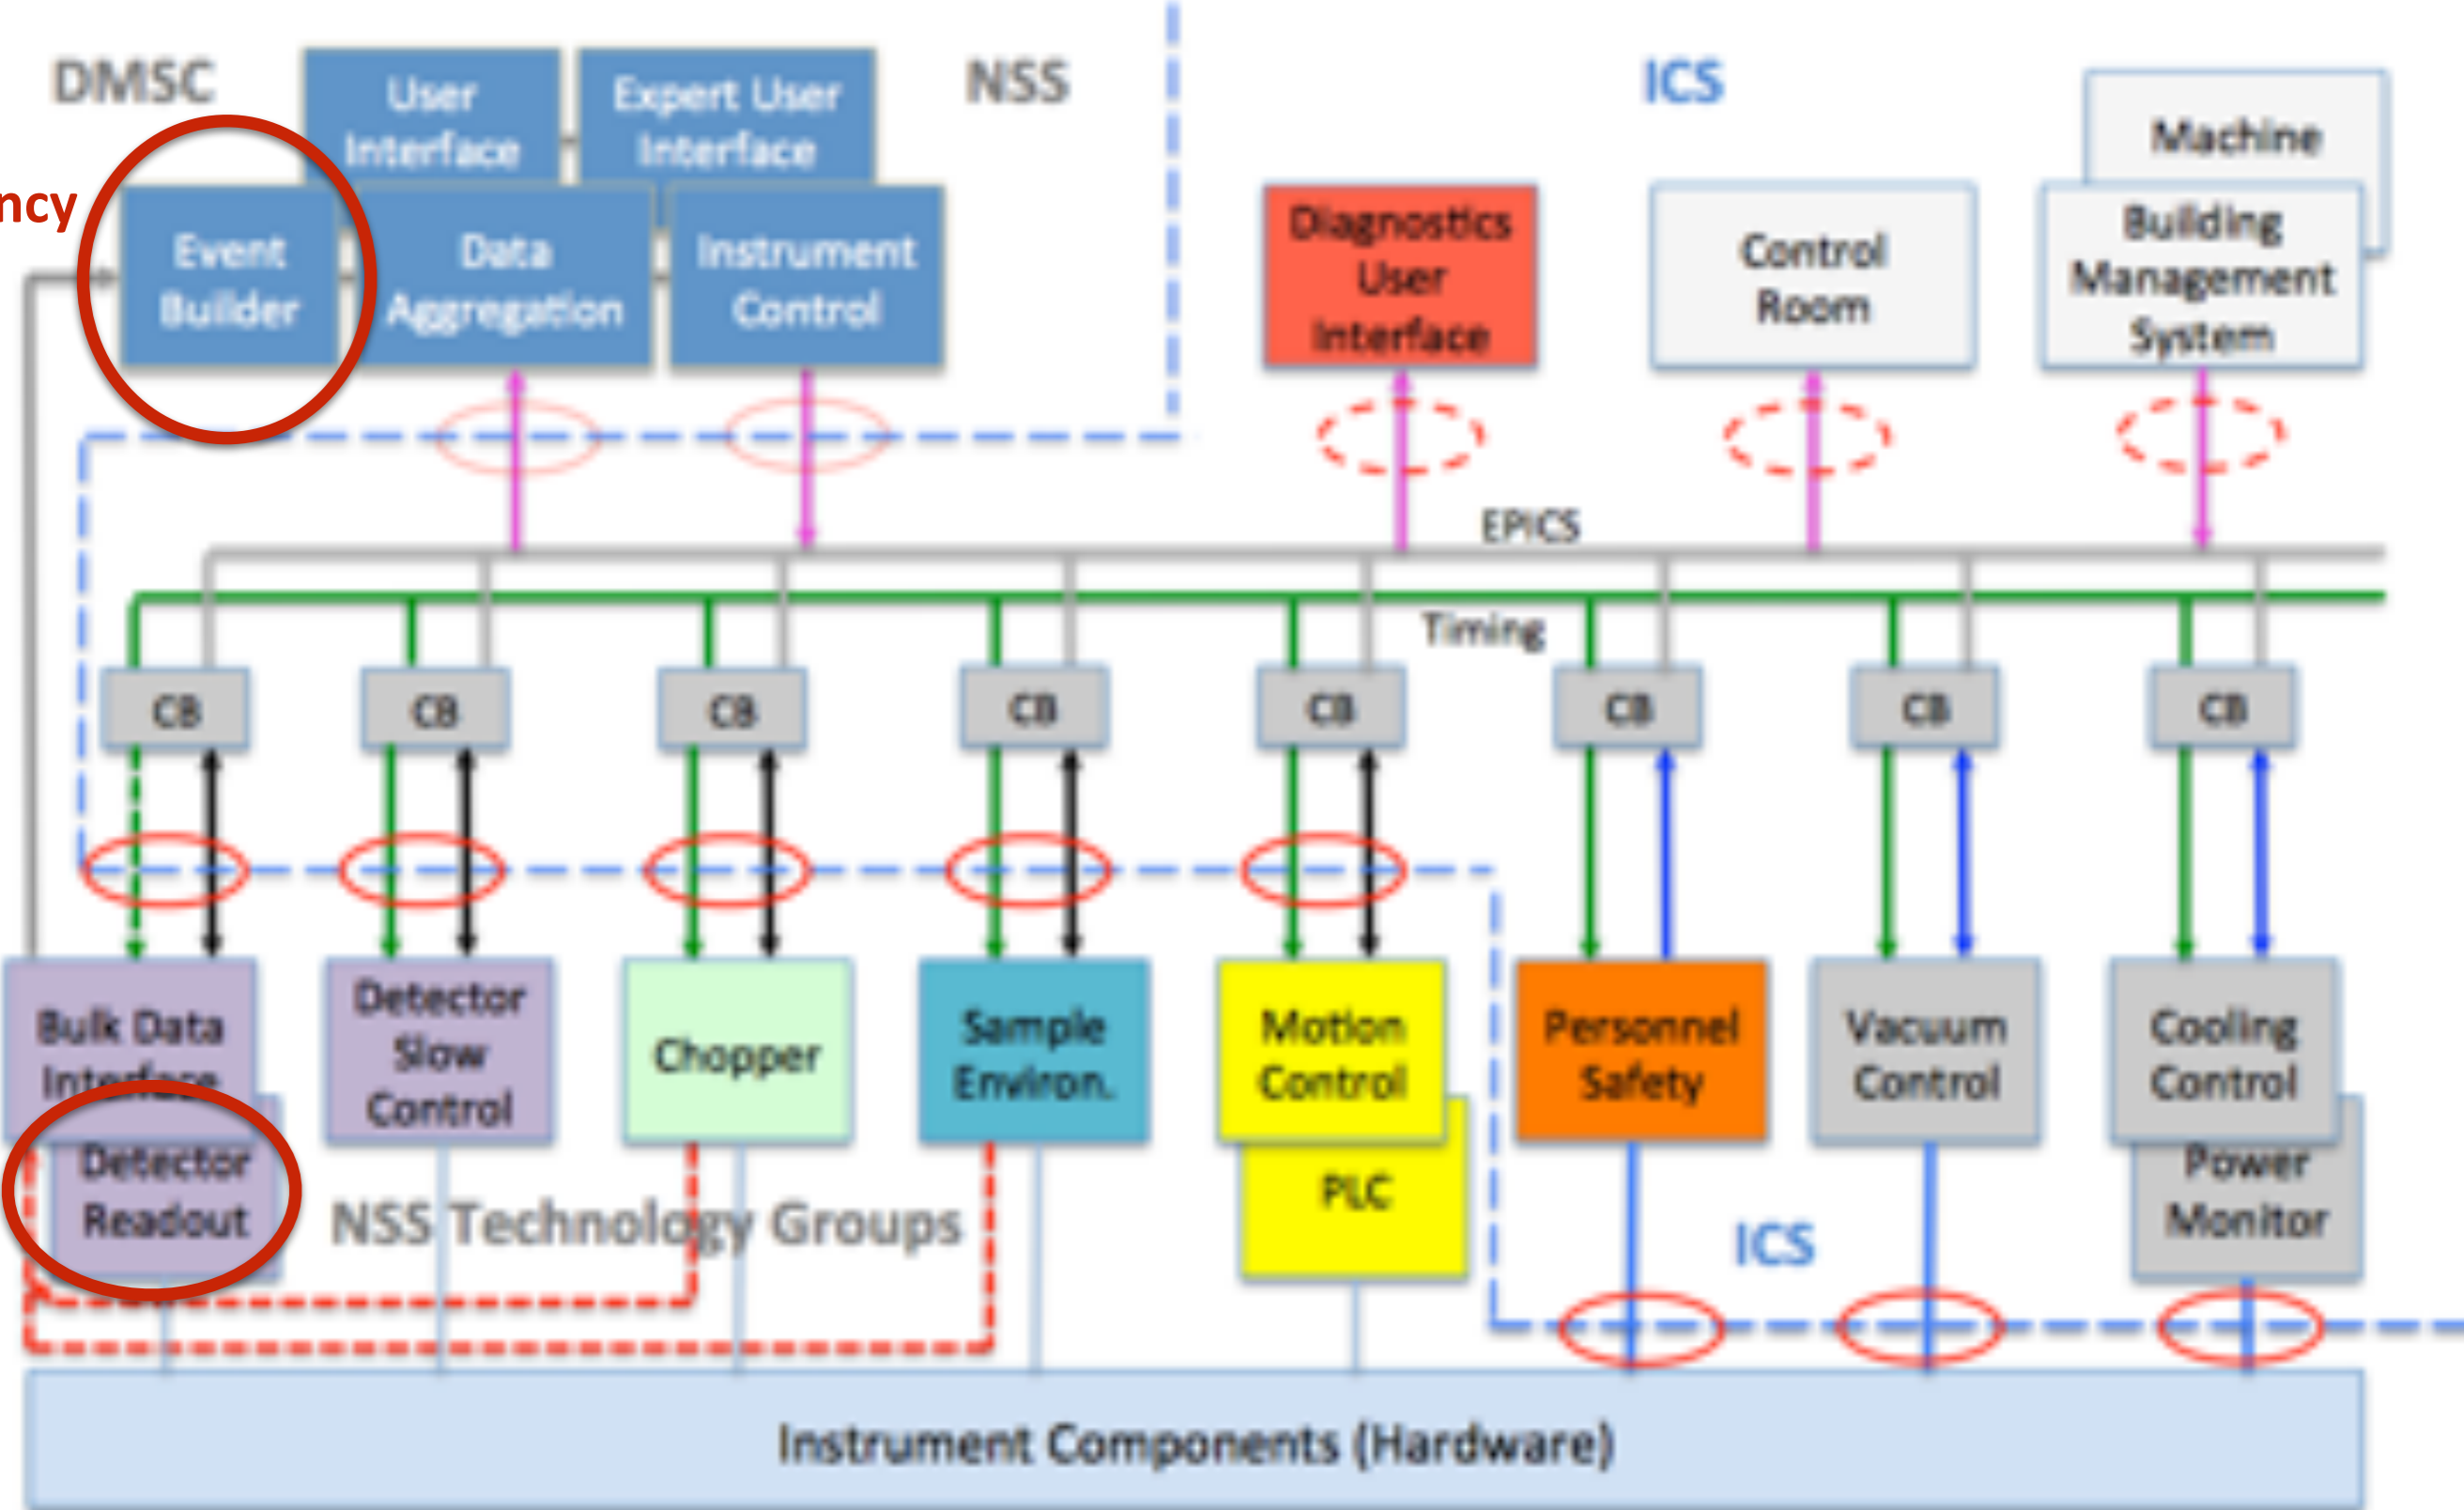 DMSC
User
Interface
Expert User
Interface
NSS
ICS
Machine
ncy
Event
Builder
Data
Aggregation
Instrument
Control
Diagnostics
User
Interface
Control
Room
Building
Management
System
EPICS
Timing
CB
CB
CB
CB
CB
CB
CB
CB
Bulk Data
Interface
Detector
Readout
Detector
Slow
Control
Chopper
Sample
Environ.
Motion
Control
PLC
Personnel
Safety
Vacuum
Control
Cooling
Control
Power
Monitor
NSS Technology Groups
ICS
Instrument Components (Hardware)